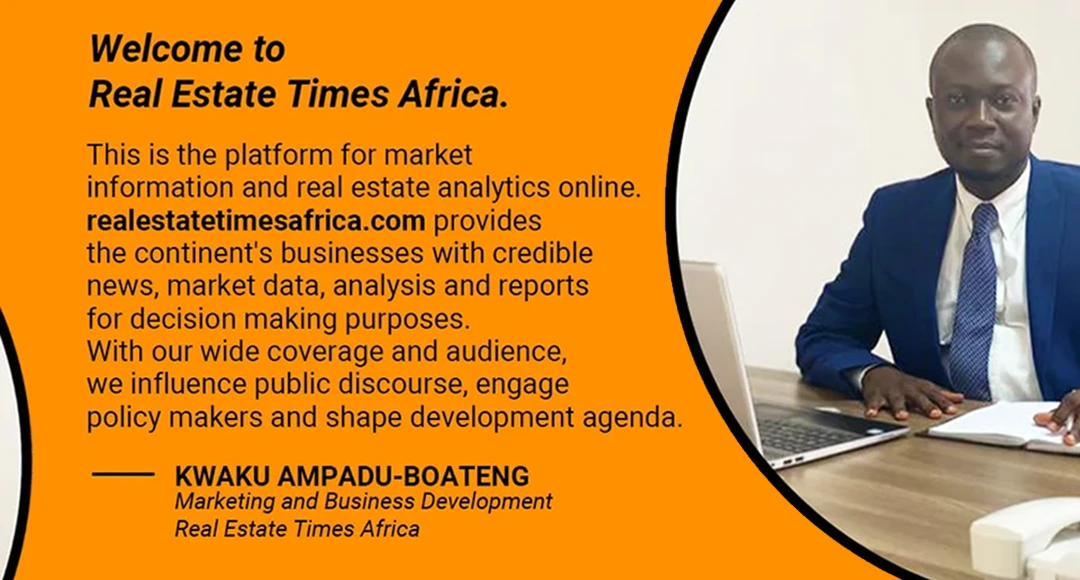 Welcome to
Real Estate Times Africa.
This is the platform for market
information and real estate analytics online.
realestatetimesafrica.com provides
the continent's businesses with credible
news, market data, analysis and reports
for decision making purposes.
With our wide coverage and audience,
we influence public discourse, engage
policy makers and shape development agenda.
KWAKU AMPADU-BOATENG
Marketing and Business Development
Real Estate Times Africa